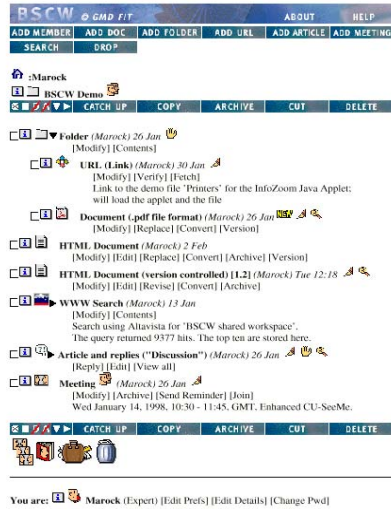 BSCW © GMD FIT ABOUT HELP
ADD MEMBER ADD DOC ADD FOLDER ADD URL ADD ARTICLE ADD MEETING
SEARCH DROP
:Marock
BSCW Demo
CATCH UP COPY ARCHIVE CUT DELETE
Folder (Marock) 26 Jan
[Modify] [Contents]
URL (Link) (Marock) 30 Jan
[Modify] [Verify] [Fetch]
Link to the demo file 'Printers' for the InfoZoom Java Applet;
will load the applet and the file
Document (.pdf file format) (Marock) 26 Jan NEW
[Modify] [Replace] [Convert] [Version]
HTML Document (Marock) 2 Feb
[Modify] [Edit] [Replace] [Convert] [Archive] [Version]
HTML Document (version controlled) [1.2] (Marock) Tue 12:18
[Modify] [Edit] [Revise] [Convert] [Archive]
WWW Search (Marock) 13 Jan
[Modify] [Contents]
Search using Altavista for 'BSCW shared workspace'.
The query returned 9377 hits. The top ten are stored here.
Article and replies ("Discussion") (Marock) 26 Jan
[Reply] [Edit] [View all]
Meeting (Marock) 26 Jan
[Modify] [Archive] [Send Reminder] [Join]
Wed January 14, 1998, 10:30 - 11:45, GMT, Enhanced CU-SeeMe.
CATCH UP COPY ARCHIVE CUT DELETE
You are: Marock (Expert) [Edit Prefs] [Edit Details] [Change Pwd]